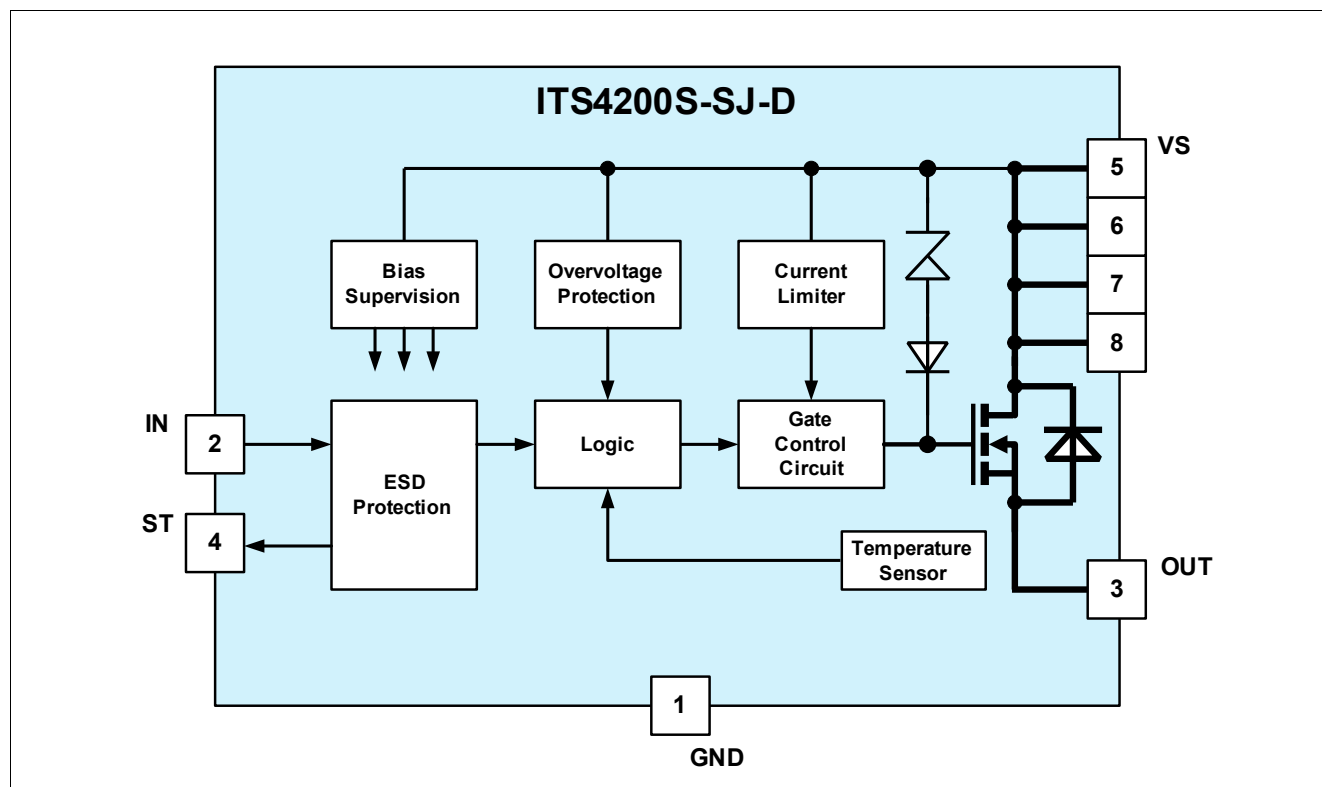 ITS4200S-SJ-D
VS
5
6
7
8
Bias
Supervision
Overvoltage
Protection
Current
Limiter
IN
2
ST
4
ESD
Protection
Logic
Gate
Control
Circuit
Temperature
Sensor
OUT
3
1
GND